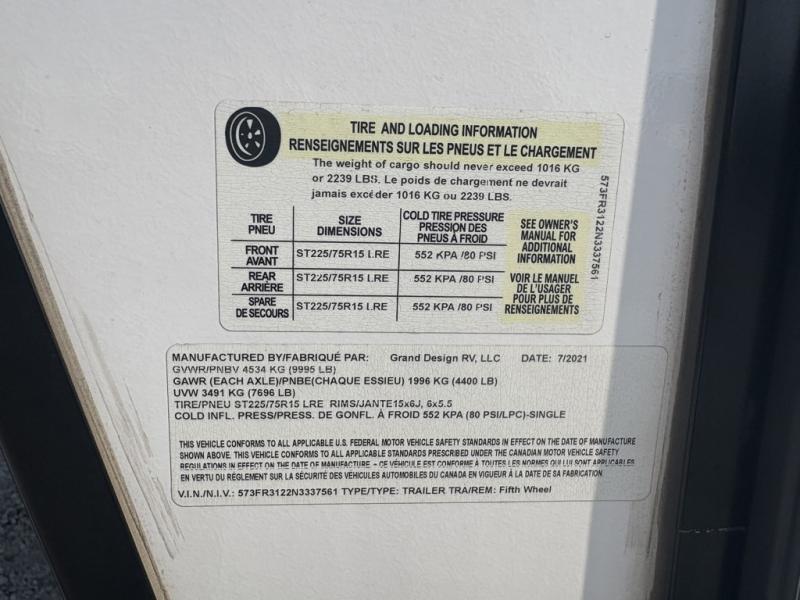 TIRE AND LOADING INFORMATION
RENSEIGNEMENTS SUR LES PNEUS ET LE CHARGEMENT
The weight of cargo should never exceed 1016 KG
or 2239 LBS. Le poids de chargement ne devrait
jamais excéder 1016 KG ou 2239 LBS.
TIRE PNEU
SIZE DIMENSIONS
COLD TIRE PRESSURE PRESSION DES PNEUS À FROID
FRONT AVANT
ST225/75R15 LRE
552 KPA /80 PSI
REAR ARRIÈRE
ST225/75R15 LRE
552 KPA /80 PSI
SPARE DE SECOURS
ST225/75R15 LRE
552 KPA /80 PSI
SEE OWNER'S
MANUAL FOR
ADDITIONAL
INFORMATION
VOIR LE MANUEL
DE L'USAGER
POUR PLUS DE
RENSEIGNEMENTS
573FR3122N3337561
MANUFACTURED BY/FABRIQUÉ PAR: Grand Design RV, LLC DATE: 7/2021
GVWR/PNBV 4534 KG (9995 LB)
GAWR (EACH AXLE)/PNBE(CHAQUE ESSIEU) 1996 KG (4400 LB)
UVW 3491 KG (7696 LB)
TIRE/PNEU ST225/75R15 LRE RIMS/JANTE15x6J, 6x5.5
COLD INFL. PRESS/PRESS. DE GONFL. À FROID 552 KPA (80 PSI/LPC)-SINGLE
THIS VEHICLE CONFORMS TO ALL APPLICABLE U.S. FEDERAL MOTOR VEHICLE SAFETY STANDARDS IN EFFECT ON THE DATE OF MANUFACTURE
SHOWN ABOVE. THIS VEHICLE CONFORMS TO ALL APPLICABLE STANDARDS PRESCRIBED UNDER THE CANADIAN MOTOR VEHICLE SAFETY
REGULATIONS IN EFFECT ON THE DATE OF MANUFACTURE. - CE VÉHICULE EST CONFORME À TOUTES LES NORMES QUI LUI SONT APPLICABLES
EN VERTU DU RÈGLEMENT SUR LA SÉCURITÉ DES VÉHICULES AUTOMOBILES DU CANADA EN VIGUEUR À LA DATE DE SA FABRICATION.
V.I.N./N.I.V.: 573FR3122N3337561 TYPE/TYPE: TRAILER TRA/REM: Fifth Wheel